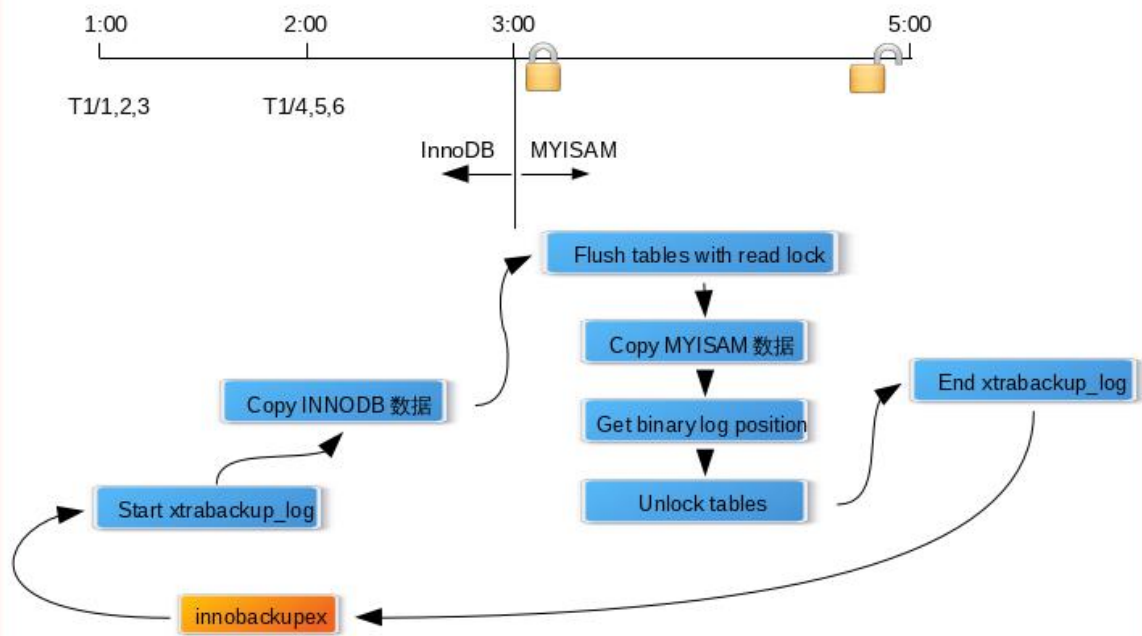 1:00 2:00 3:00 5:00
T1/1,2,3 T1/4,5,6
InnoDB MYISAM
Flush tables with read lock
Copy MYISAM 数据
End xtrabackup_log
Copy INNODB 数据
Get binary log position
Start xtrabackup_log
Unlock tables
innobackupex